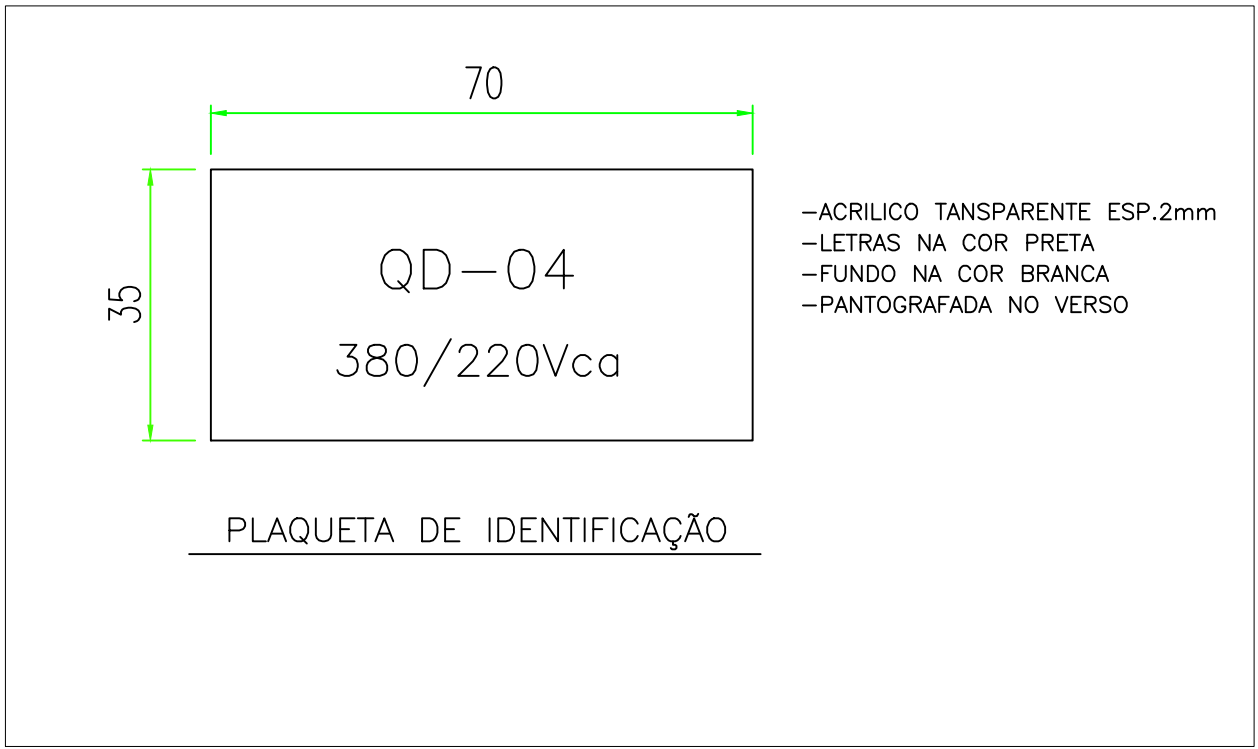 70
35
QD-04
380/220Vca
-ACRILICO TANSPARENTE ESP.2mm
-LETRAS NA COR PRETA
-FUNDO NA COR BRANCA
-PANTOGRAFADA NO VERSO
PLAQUETA DE IDENTIFICAÇÃO